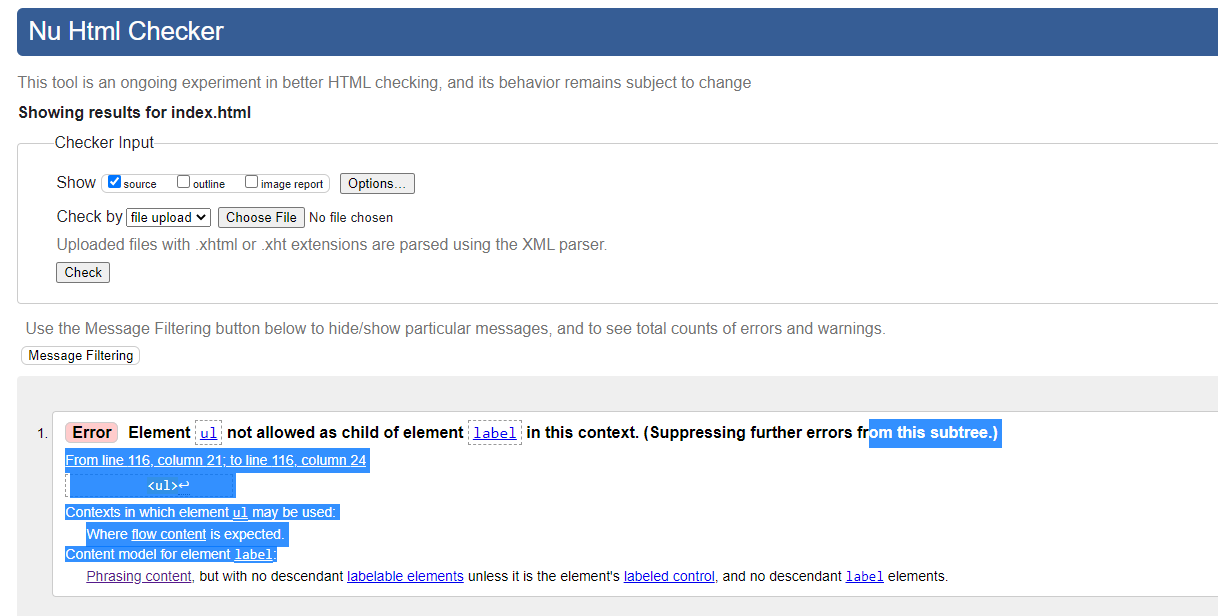 Nu Html Checker
This tool is an ongoing experiment in better HTML checking, and its behavior remains subject to change
Showing results for index.html
Checker Input
Show source outline image report Options...
Check by file upload Choose File No file chosen
Uploaded files with .xhtml or .xht extensions are parsed using the XML parser.
Check
Use the Message Filtering button below to hide/show particular messages, and to see total counts of errors and warnings.
Message Filtering
1. Error Element ul not allowed as child of element label in this context. (Suppressing further errors from this subtree.)
From line 116, column 21; to line 116, column 24
<ul>↩
Contexts in which element ul may be used:
Where flow content is expected.
Content model for element label:
Phrasing content, but with no descendant labelable elements unless it is the element's labeled control, and no descendant label elements.